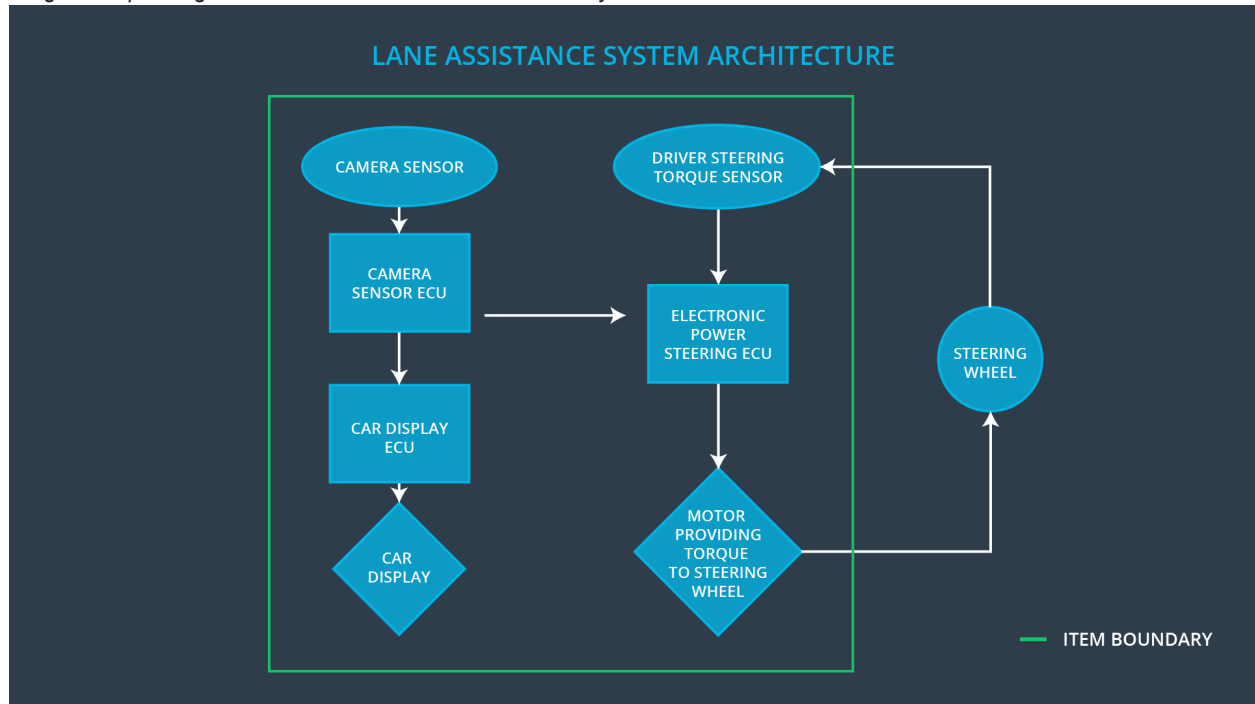 LANE ASSISTANCE SYSTEM ARCHITECTURE
CAMERA SENSOR
DRIVER STEERING
TORQUE SENSOR
CAMERA
SENSOR ECU
ELECTRONIC
POWER
STEERING ECU
STEERING
WHEEL
CAR DISPLAY
ECU
MOTOR
PROVIDING
TORQUE
TO STEERING
WHEEL
CAR
DISPLAY
ITEM BOUNDARY